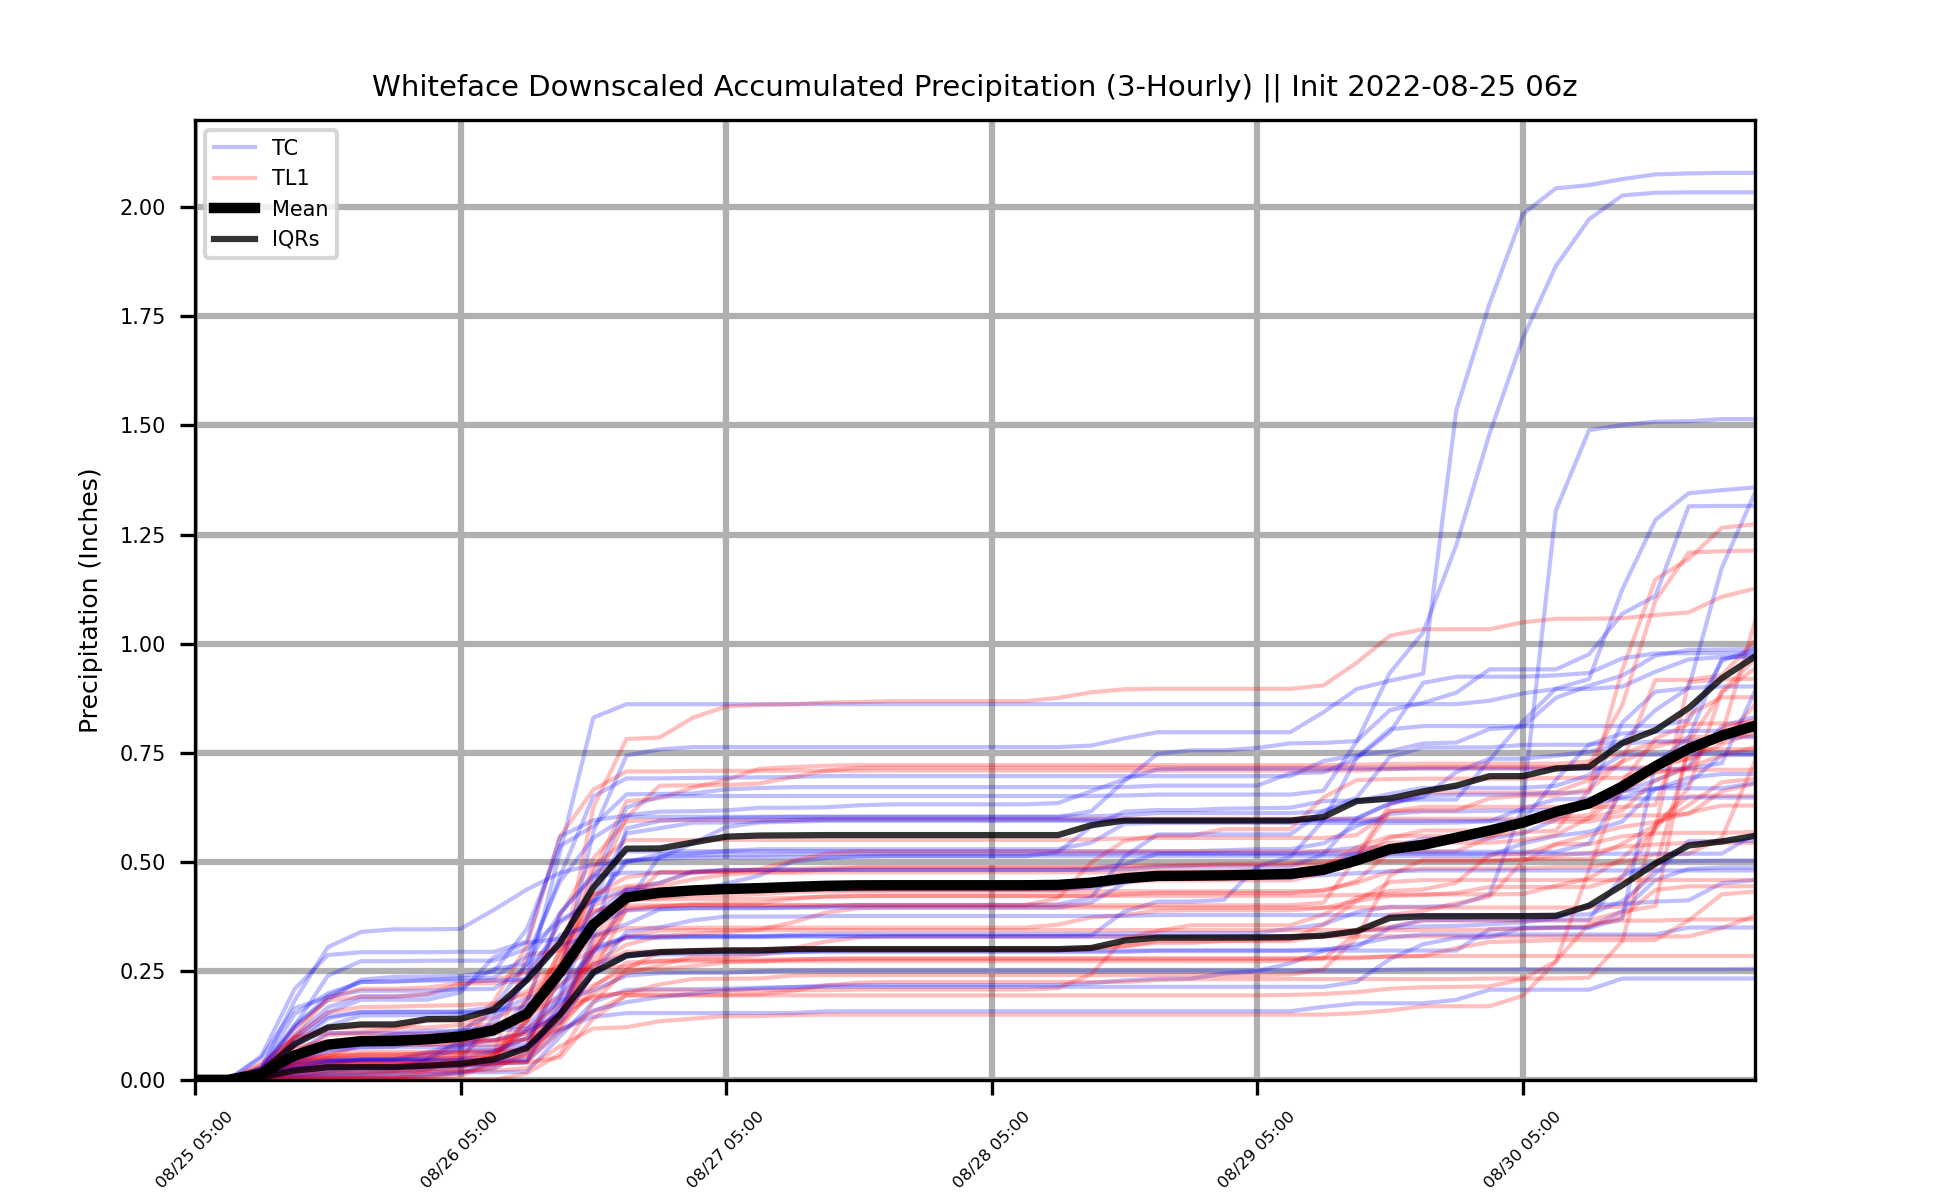 Whiteface Downscaled Accumulated Precipitation (3-Hourly) || Init 2022-08-25 06z
TC
TL1
Mean
IQRs
Precipitation (Inches)
2.00
1.75
1.50
1.25
1.00
0.75
0.50
0.25
0.00
08/25 05:00
08/26 05:00
08/27 05:00
08/28 05:00
08/29 05:00
08/30 05:00